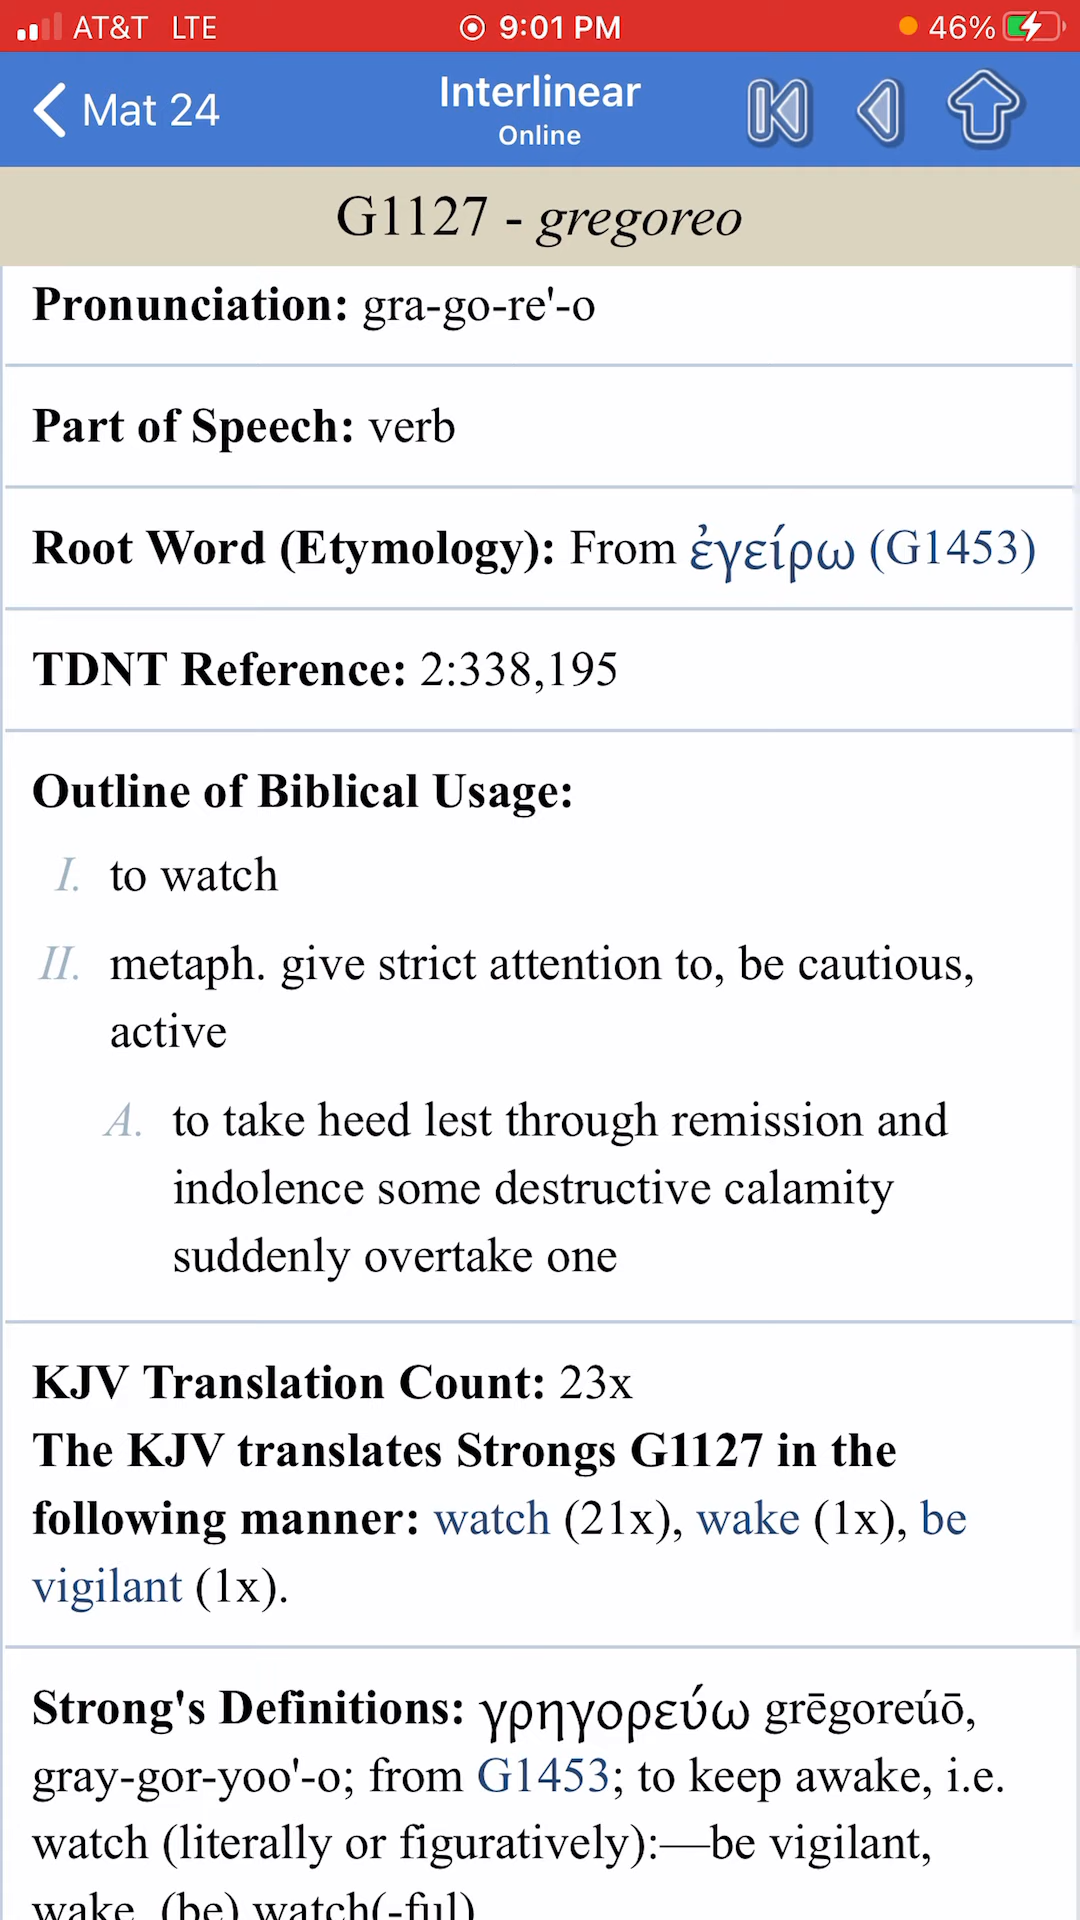 AT&T LTE 9:01 PM 46%
Mat 24
Interlinear
Online
G1127 - gregoreo
Pronunciation: gra-go-re'-o
Part of Speech: verb
Root Word (Etymology): From ἐγείρω (G1453)
TDNT Reference: 2:338,195
Outline of Biblical Usage:
I. to watch
II. metaph. give strict attention to, be cautious,
active
A. to take heed lest through remission and
indolence some destructive calamity
suddenly overtake one
KJV Translation Count: 23x
The KJV translates Strongs G1127 in the
following manner: watch (21x), wake (1x), be
vigilant (1x).
Strong's Definitions: γρηγορεύω grēgoreúō,
gray-gor-yoo'-o; from G1453; to keep awake, i.e.
watch (literally or figuratively):—be vigilant,
wake, (be) watch(-ful)